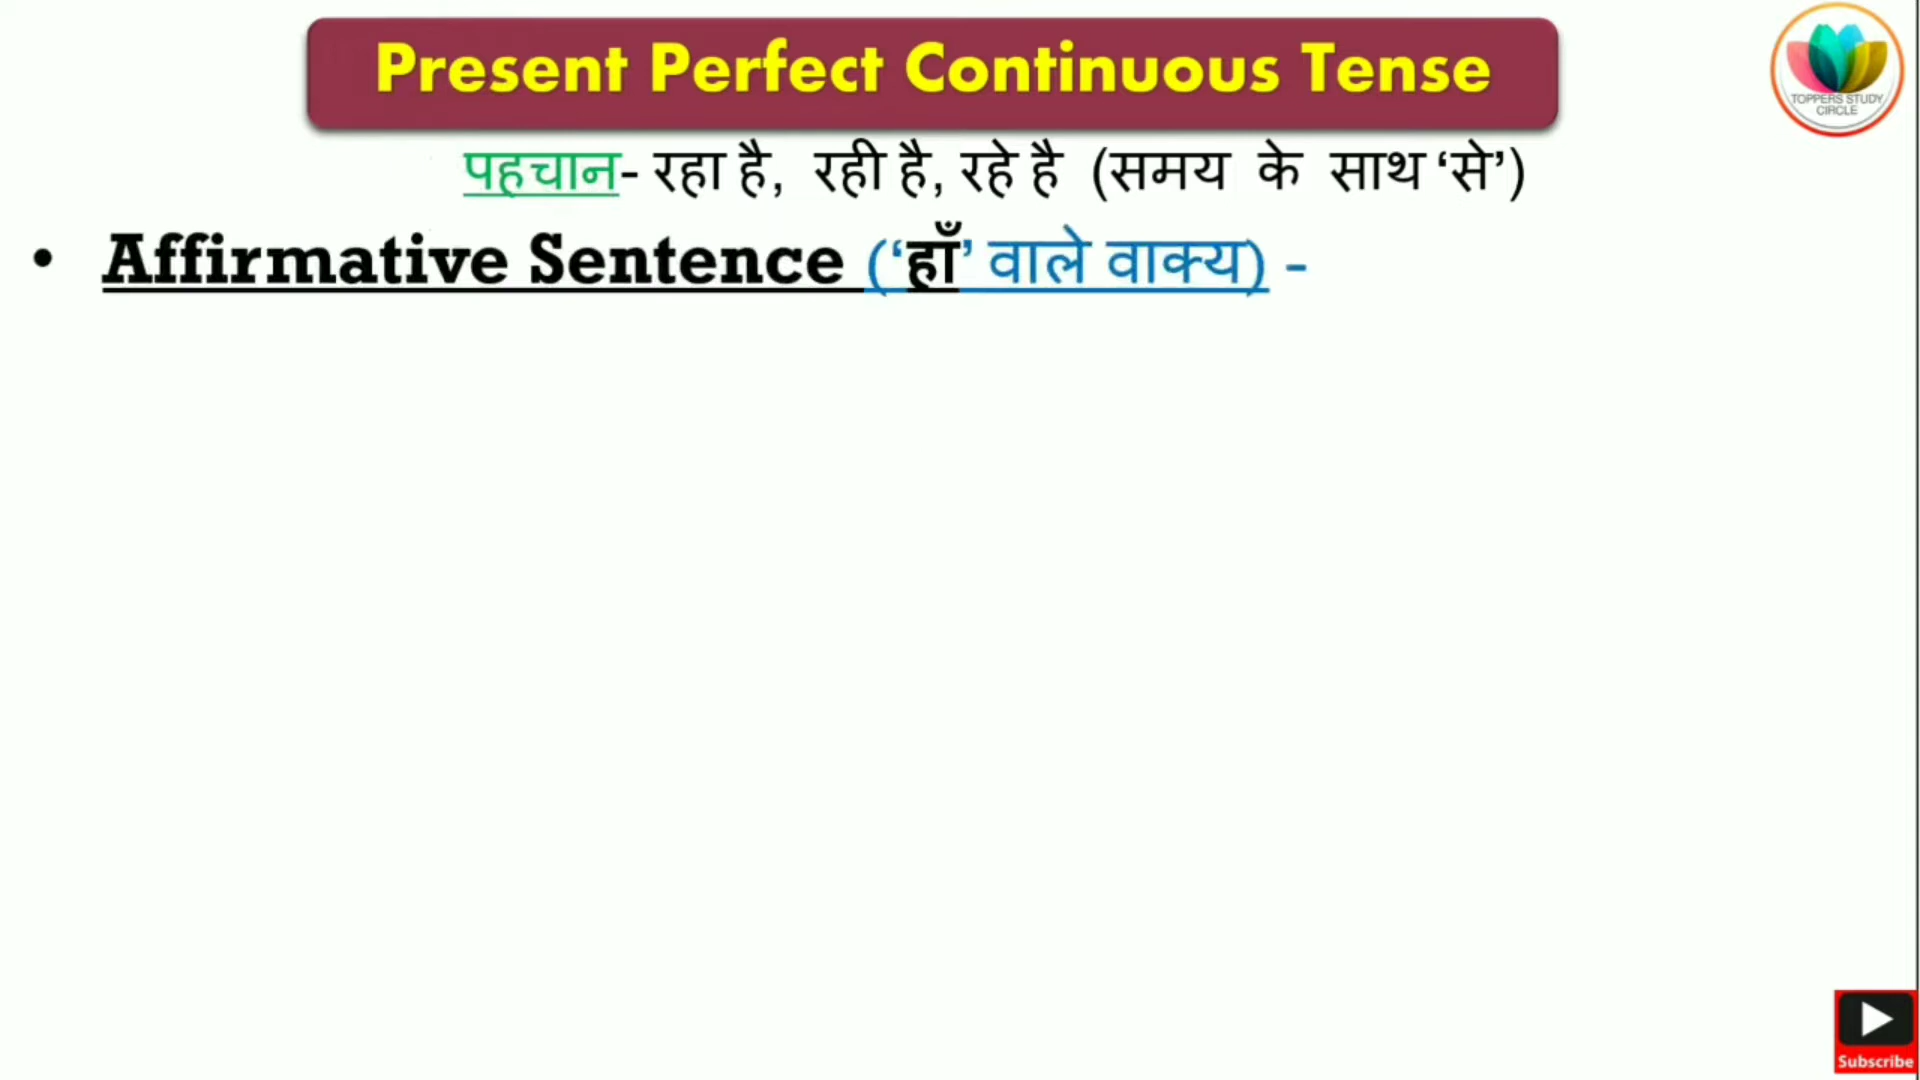 Present Perfect Continuous Tense
TOPPERS STUDY
CIRCLE
पहचान- रहा है, रही है, रहे है (समय के साथ ‘से’)
• Affirmative Sentence (‘हाँ’ वाले वाक्य) -
Subscribe